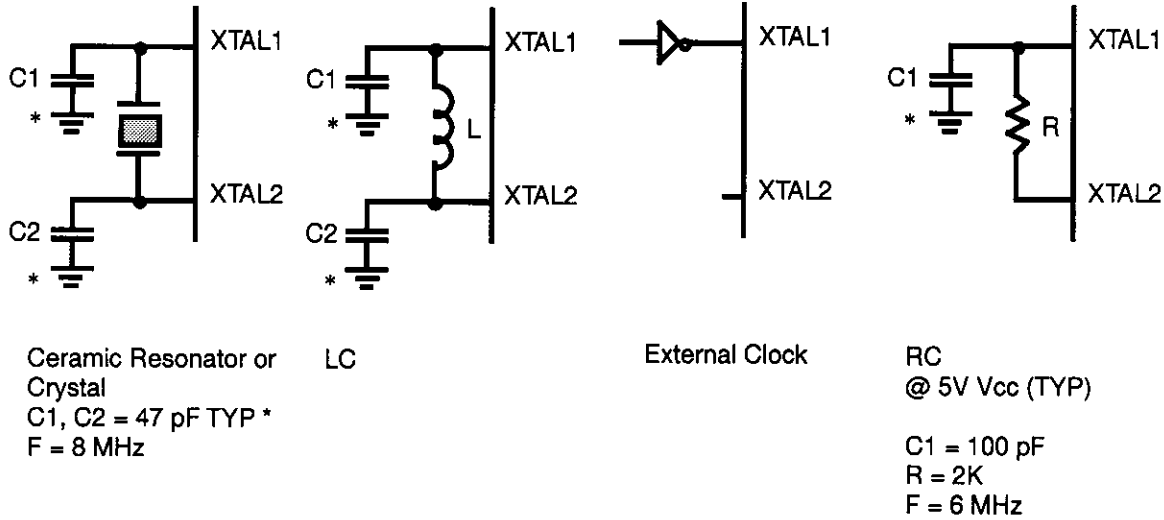 XTAL1
C1
*
XTAL2
C2
*
Ceramic Resonator or
Crystal
C1, C2 = 47 pF TYP *
F = 8 MHz
XTAL1
C1
*
L
XTAL2
C2
*
LC
XTAL1
XTAL2
External Clock
XTAL1
C1
*
R
XTAL2
RC
@ 5V Vcc (TYP)
C1 = 100 pF
R = 2K
F = 6 MHz